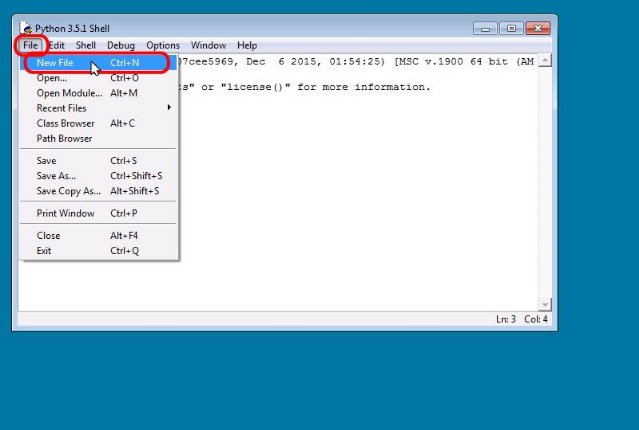 Python 3.5.1 Shell
File Edit Shell Debug Options Window Help
New File Ctrl+N
Open... Ctrl+O
Open Module... Alt+M
Recent Files
Class Browser Alt+C
Path Browser
Save Ctrl+S
Save As... Ctrl+Shift+S
Save Copy As... Alt+Shift+S
Print Window Ctrl+P
Close Alt+F4
Exit Ctrl+Q
7cee5969, Dec 6 2015, 01:54:25) [MSC v.1900 64 bit (AM
" or "license()" for more information.
Ln: 3 Col: 4